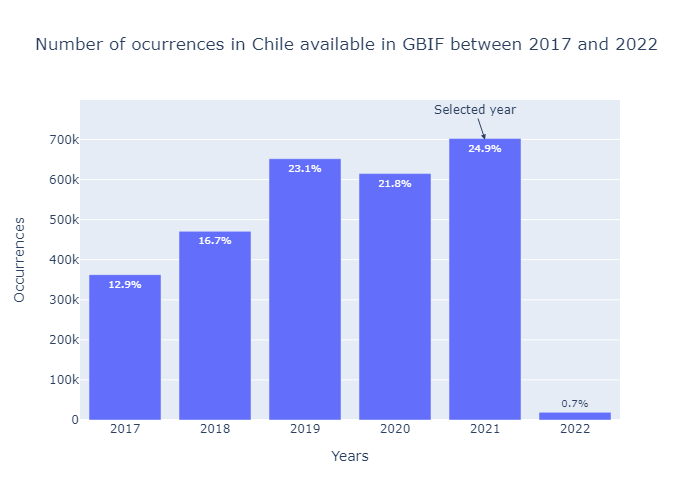 Number of ocurrences in Chile available in GBIF between 2017 and 2022
Selected year
700k
600k
500k
400k
300k
200k
100k
0
Occurrences
12.9%
16.7%
23.1%
21.8%
24.9%
0.7%
2017 2018 2019 2020 2021 2022
Years